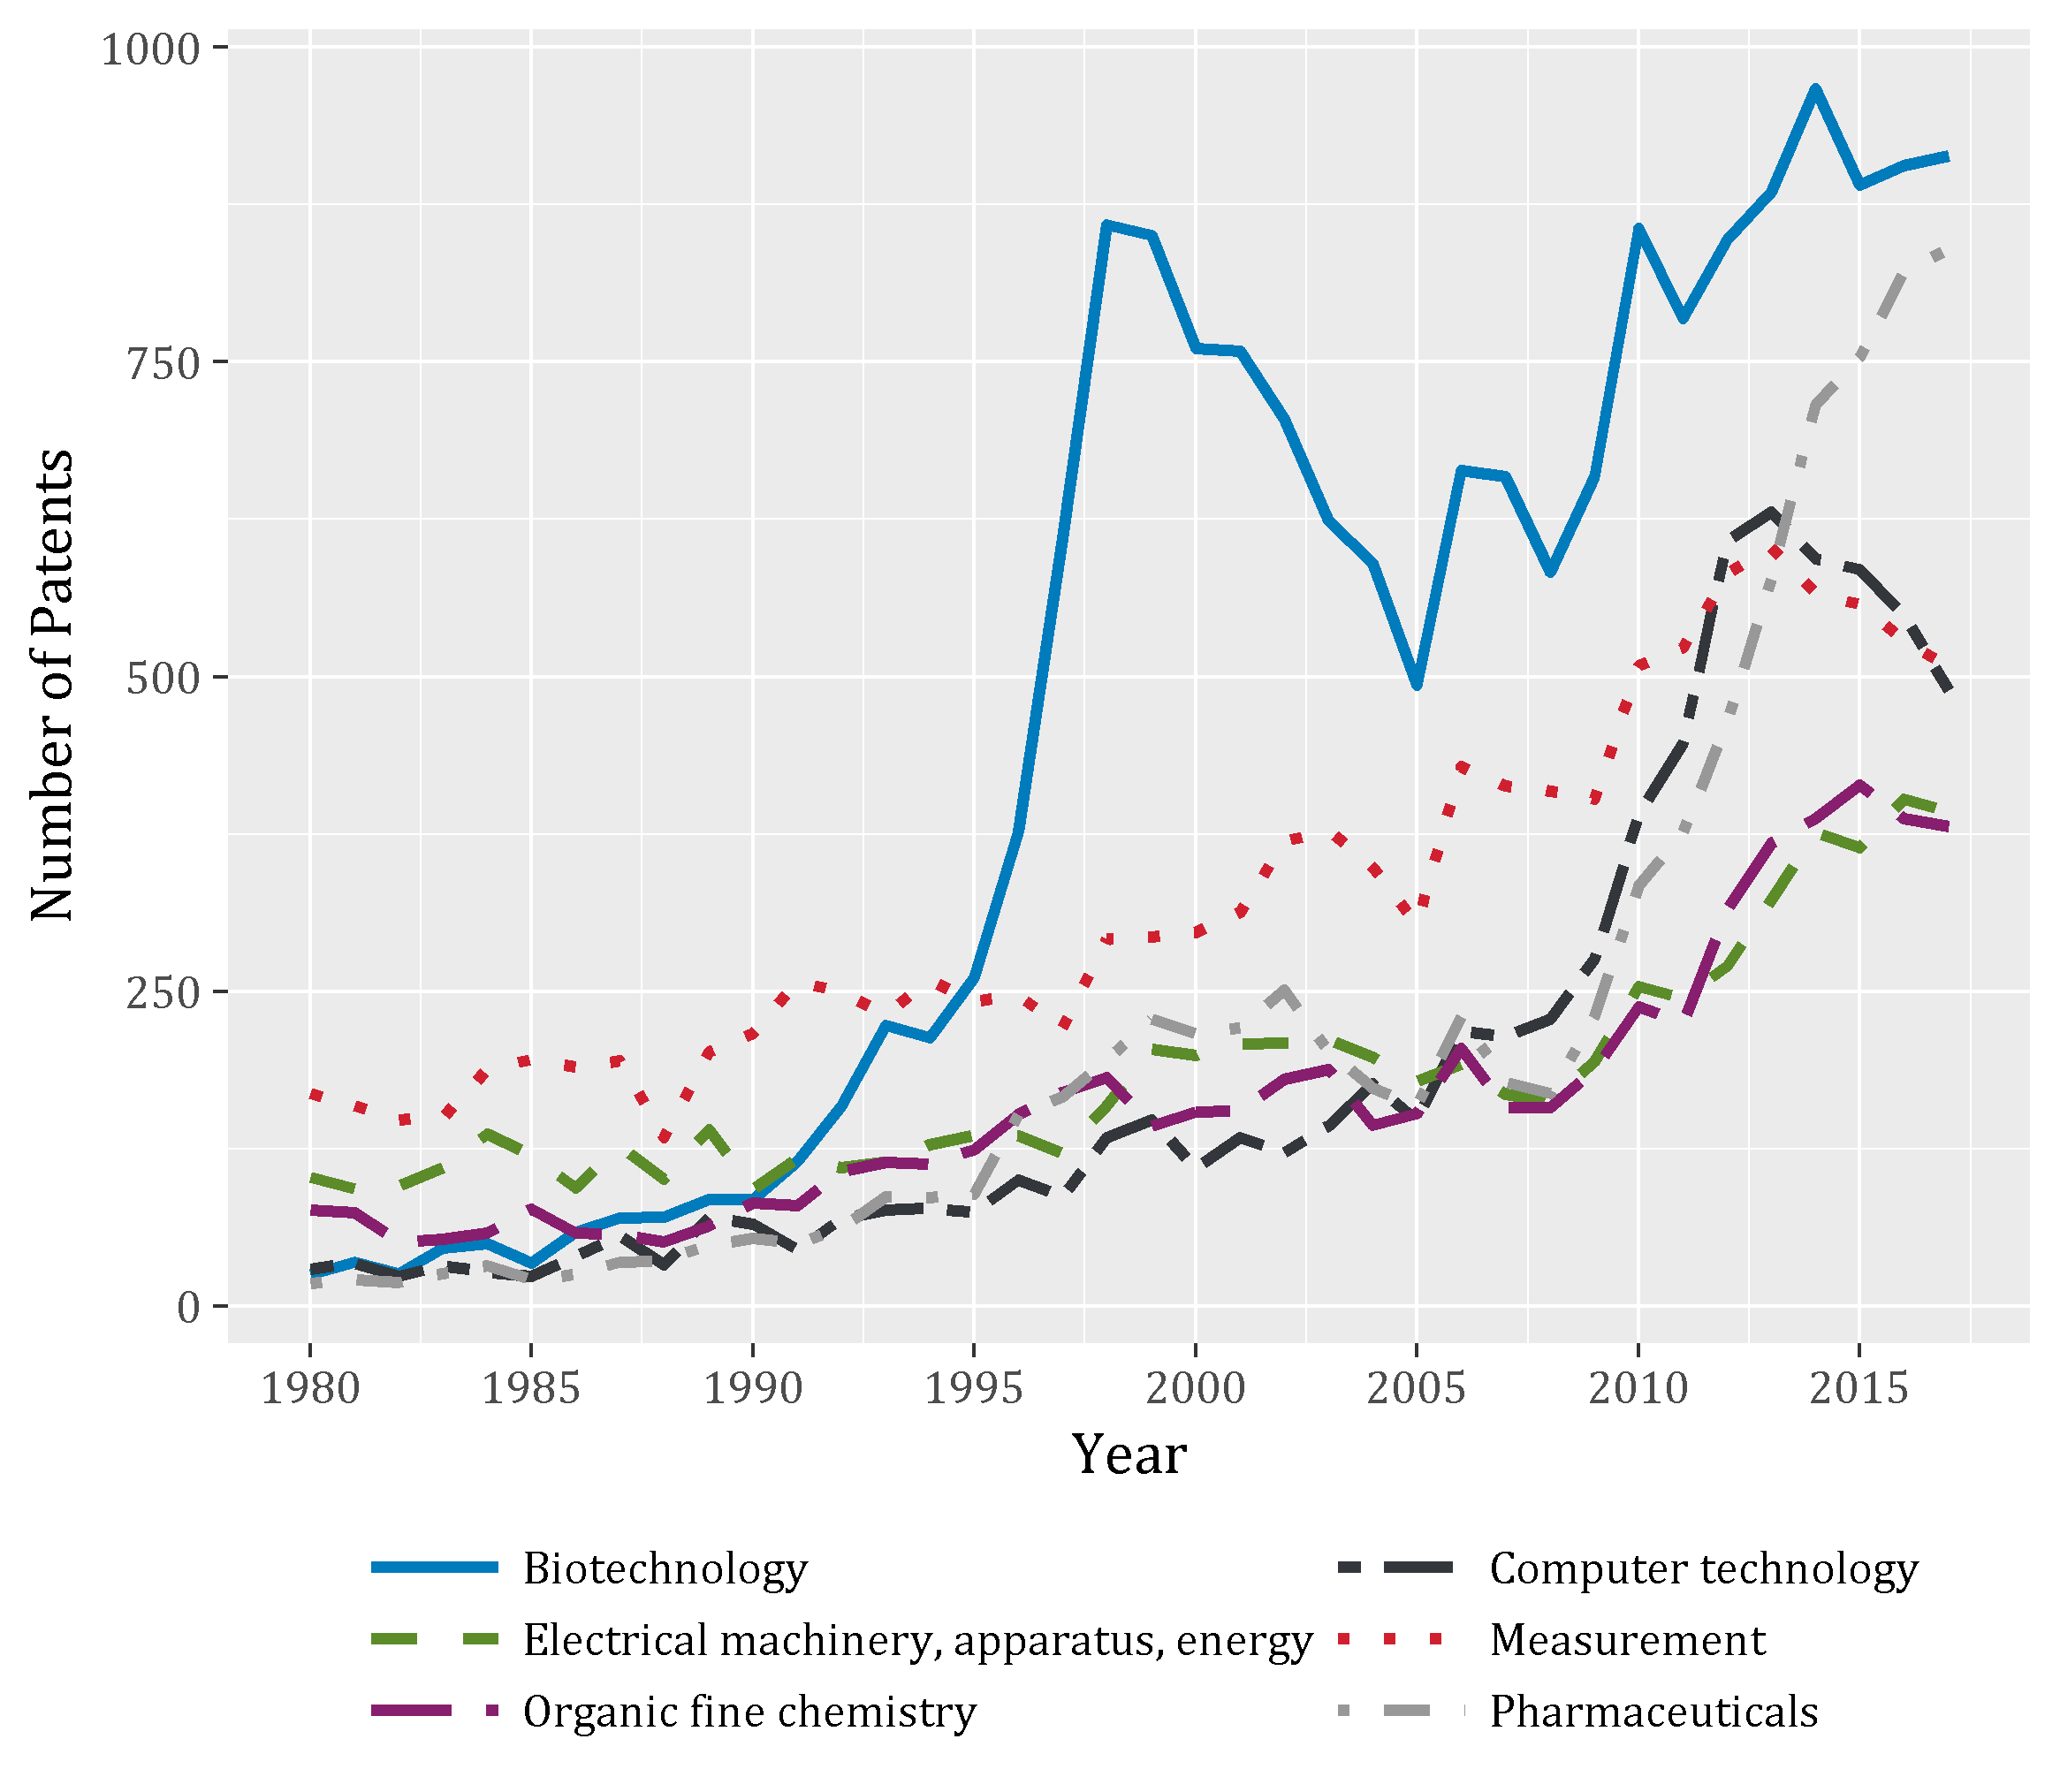 1000
750
500
250
0
Number of Patents
1980 1985 1990 1995 2000 2005 2010 2015
Year
Biotechnology Computer technology
Electrical machinery, apparatus, energy Measurement
Organic fine chemistry Pharmaceuticals